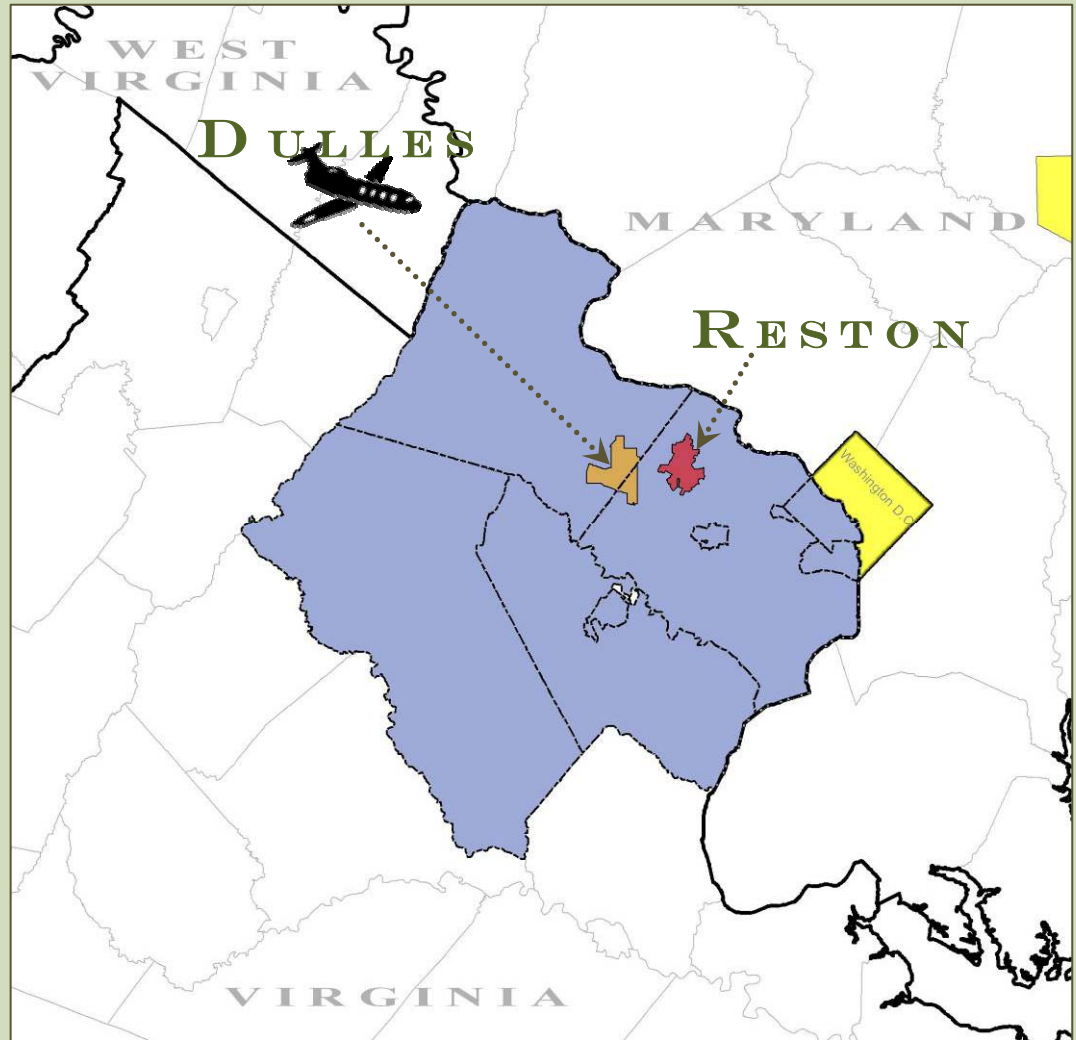 WEST
VIRGINIA
DULLES
MARYLAND
RESTON
Washington D.C
VIRGINIA